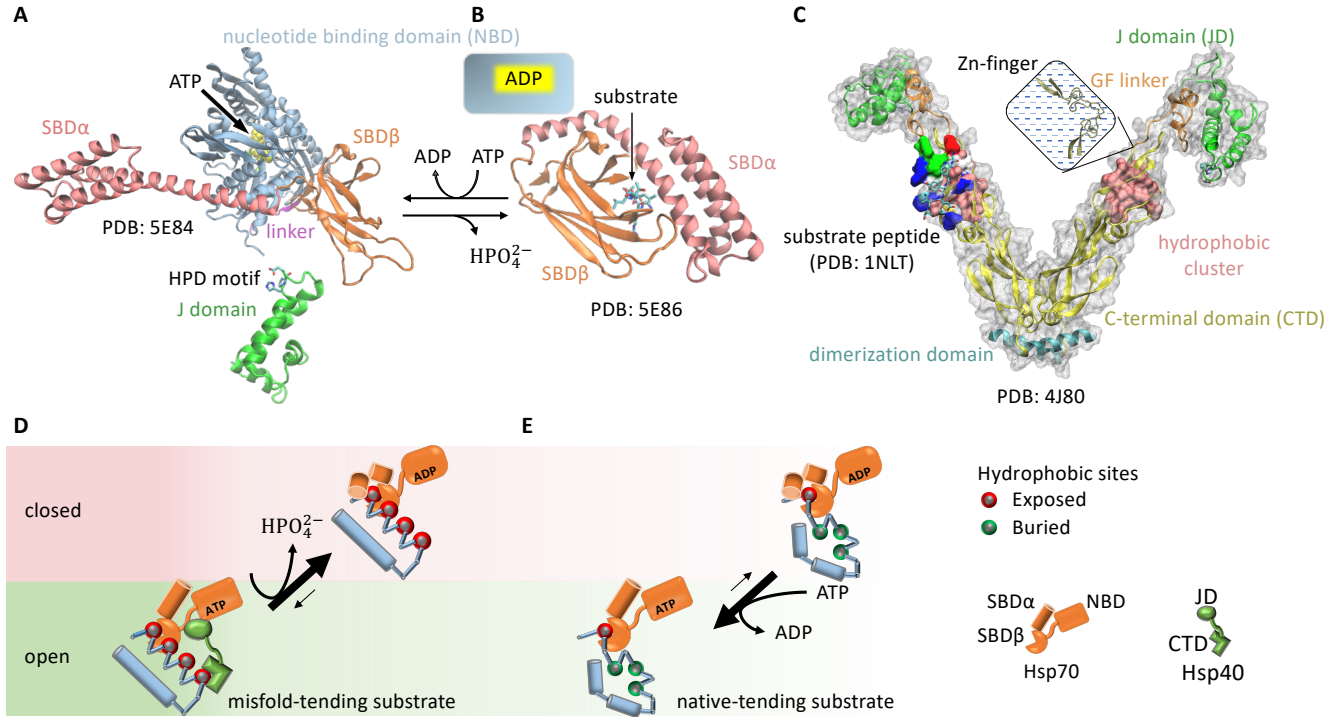 A
nucleotide binding domain (NBD)
ATP
SBDα
SBDβ
PDB: 5E84
linker
HPD motif
J domain
ADP ATP
HPO₄²⁻
B
ADP
substrate
SBDα
SBDβ
PDB: 5E86
C
J domain (JD)
Zn-finger
GF linker
substrate peptide
(PDB: 1NLT)
hydrophobic
cluster
C-terminal domain (CTD)
dimerization domain
PDB: 4J80
D
closed
HPO₄²⁻
ADP
open
ATP
misfold-tending substrate
E
ADP
ATP
ADP
ATP
native-tending substrate
Hydrophobic sites
Exposed
Buried
SBDα
NBD
SBDβ
Hsp70
JD
CTD
Hsp40